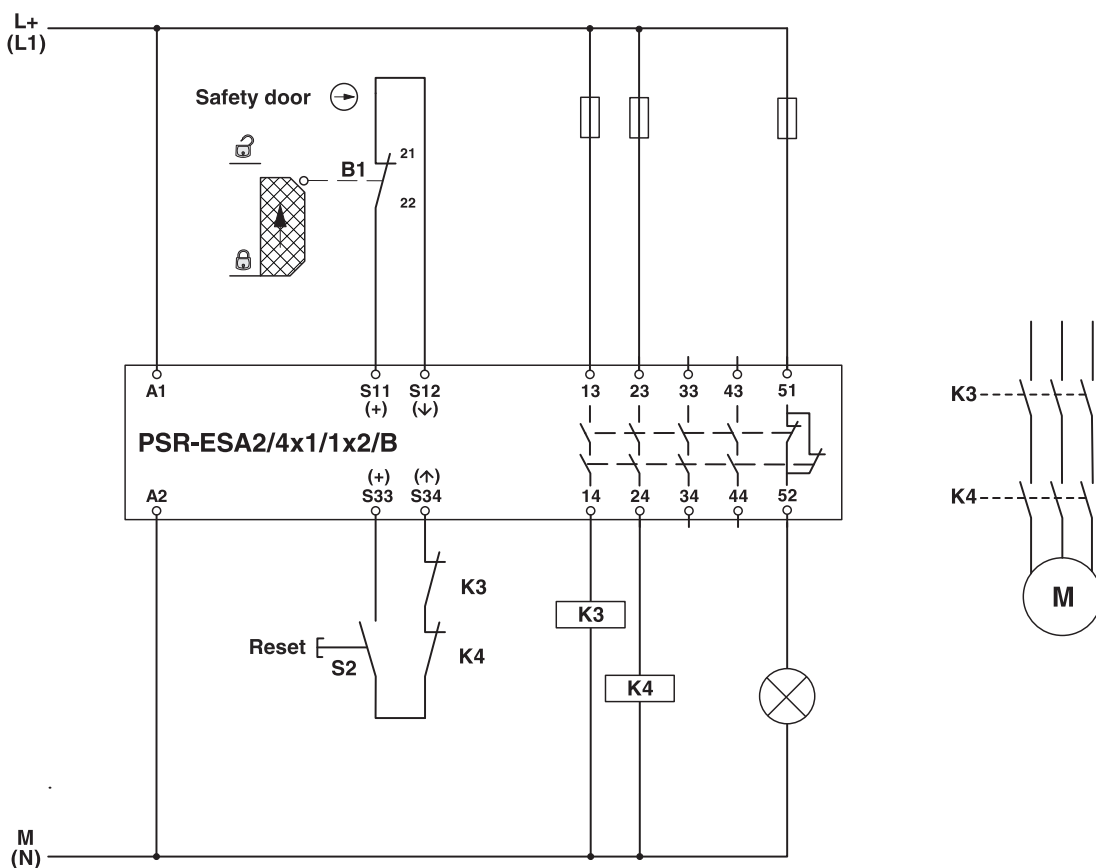 L+
(L1)
Safety door
B1
21
22
A1
S11
(+)
S12
(↓)
13
23
33
43
51
PSR-ESA2/4x1/1x2/B
A2
(+)
S33
(↑)
S34
14
24
34
44
52
K3
K4
Reset
S2
K3
K4
K3
K4
M
M
(N)